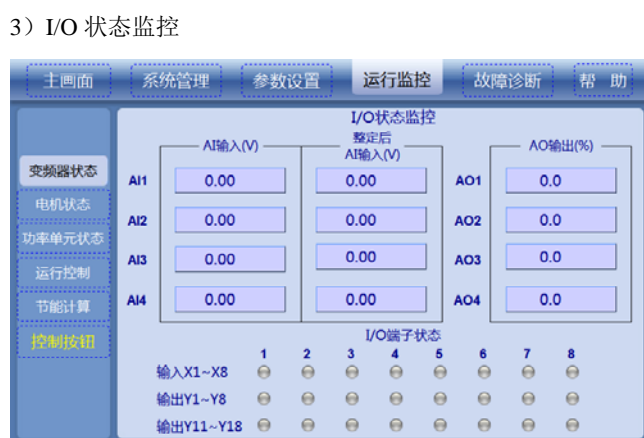 3）I/O 状态监控
主画面 系统管理 参数设置 运行监控 故障诊断 帮 助
I/O状态监控
AI输入(V) 整定后 AI输入(V) AO输出(%)
变频器状态
电机状态
功率单元状态
运行控制
节能计算
控制按钮
AI1 0.00 0.00 AO1 0.0
AI2 0.00 0.00 AO2 0.0
AI3 0.00 0.00 AO3 0.0
AI4 0.00 0.00 AO4 0.0
I/O端子状态
1 2 3 4 5 6 7 8
输入X1~X8
输出Y1~Y8
输出Y11~Y18